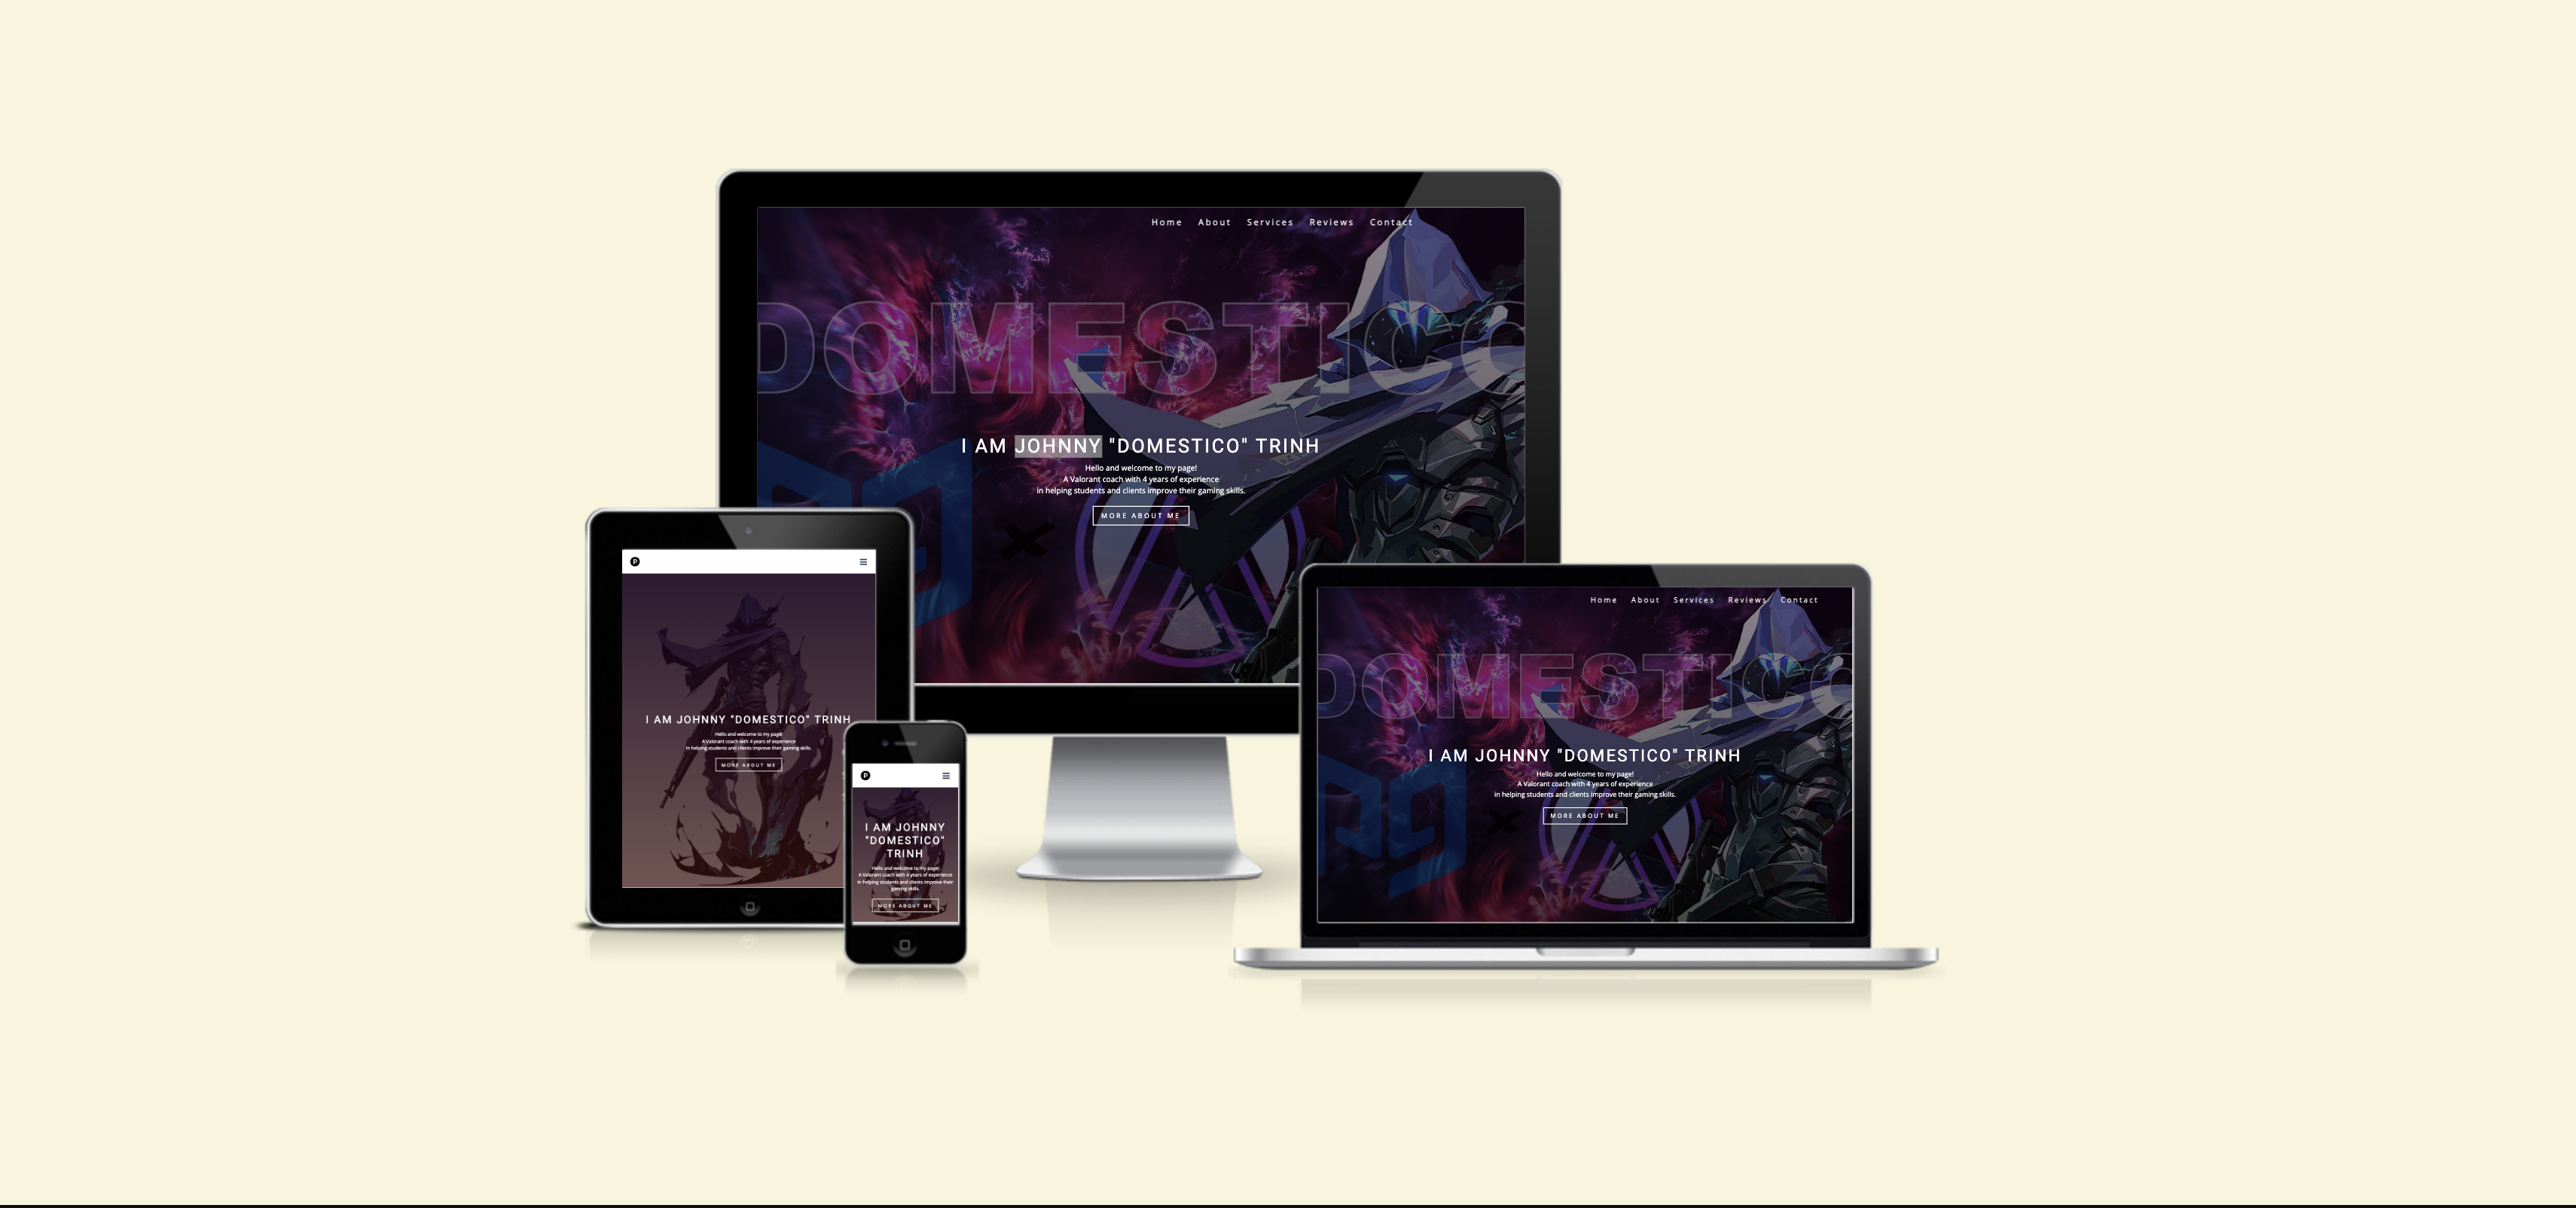 Home About Services Reviews Contact
DOMESTICO
I AM JOHNNY "DOMESTICO" TRINH
Hello and welcome to my page!
A Valorant coach with 4 years of experience
in helping students and clients improve their gaming skills.
MORE ABOUT ME
P
I AM JOHNNY "DOMESTICO" TRINH
Hello and welcome to my page!
A Valorant coach with 4 years of experience
in helping students and clients improve their gaming skills.
MORE ABOUT ME
P
I AM JOHNNY
"DOMESTICO"
TRINH
Hello and welcome to my page!
A Valorant coach with 4 years of experience
in helping students and clients improve their
gaming skills.
MORE ABOUT ME
Home About Services Reviews Contact
DOMESTICO
I AM JOHNNY "DOMESTICO" TRINH
Hello and welcome to my page!
A Valorant coach with 4 years of experience
in helping students and clients improve their gaming skills.
MORE ABOUT ME